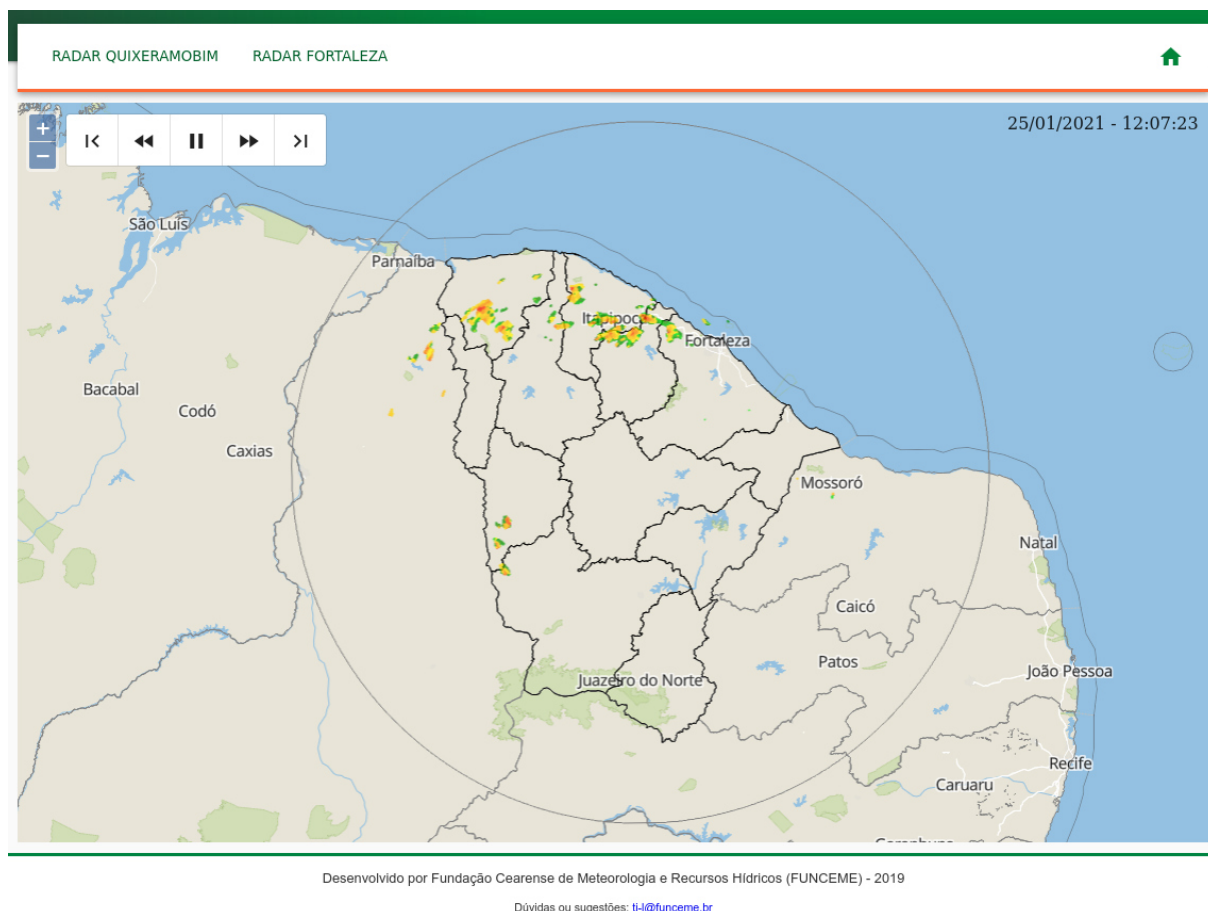 RADAR QUIXERAMOBIM RADAR FORTALEZA
+
−
25/01/2021 - 12:07:23
São Luís
Parnaíba
Itapipoca
Fortaleza
Bacabal
Codó
Caxias
Mossoró
Natal
Caicó
Patos
Juazeiro do Norte
João Pessoa
Recife
Caruaru
Desenvolvido por Fundação Cearense de Meteorologia e Recursos Hídricos (FUNCEME) - 2019
Dúvidas ou sugestões: ti-l@funceme.br